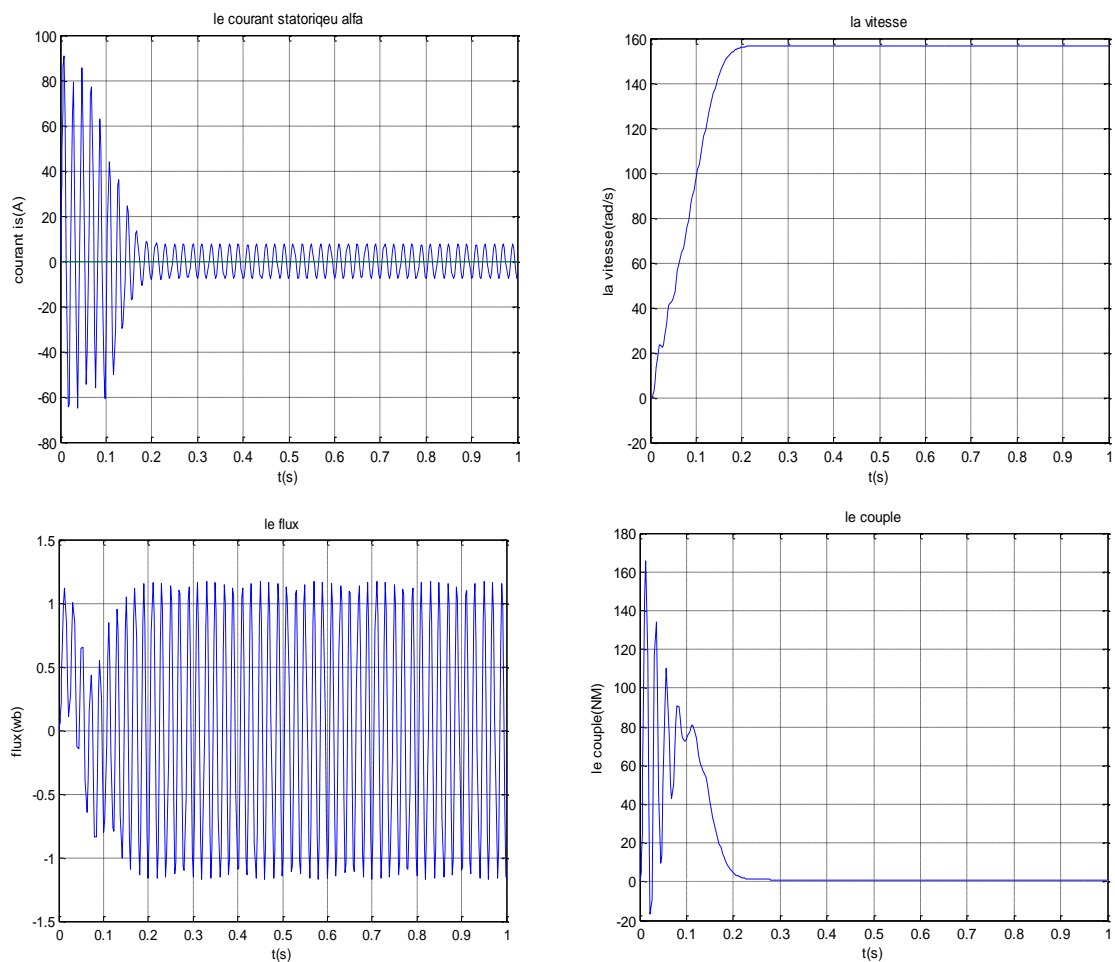 le courant statoriqeu alfa
100
80
60
40
20
0
-20
-40
-60
-80
courant is(A)
0 0.1 0.2 0.3 0.4 0.5 0.6 0.7 0.8 0.9 1
t(s)
la vitesse
160
140
120
100
80
60
40
20
0
-20
la vitesse(rad/s)
0 0.1 0.2 0.3 0.4 0.5 0.6 0.7 0.8 0.9 1
t(s)
le flux
1.5
1
0.5
0
-0.5
-1
-1.5
flux(wb)
0 0.1 0.2 0.3 0.4 0.5 0.6 0.7 0.8 0.9 1
t(s)
le couple
180
160
140
120
100
80
60
40
20
0
-20
le couple(NM)
0 0.1 0.2 0.3 0.4 0.5 0.6 0.7 0.8 0.9 1
t(s)